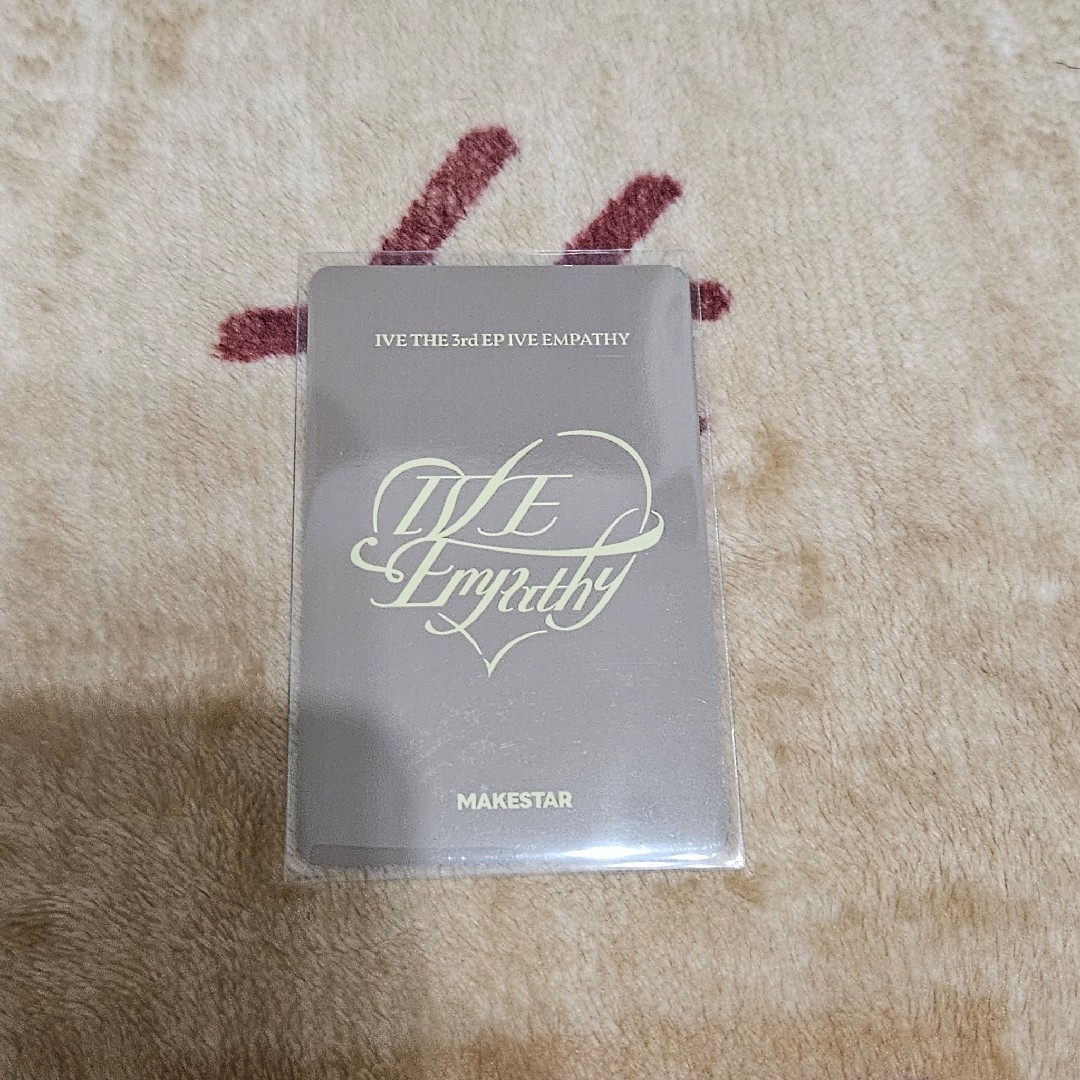 IVE THE 3rd EP IVE EMPATHY
IVE
Empathy
MAKESTAR